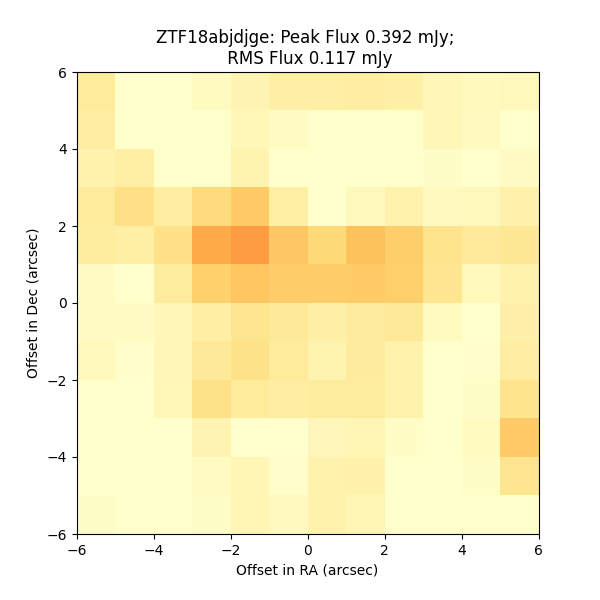 ZTF18abjdjge: Peak Flux 0.392 mJy;
RMS Flux 0.117 mJy
6
4
2
0
−2
−4
−6
Offset in Dec (arcsec)
−6 −4 −2 0 2 4 6
Offset in RA (arcsec)